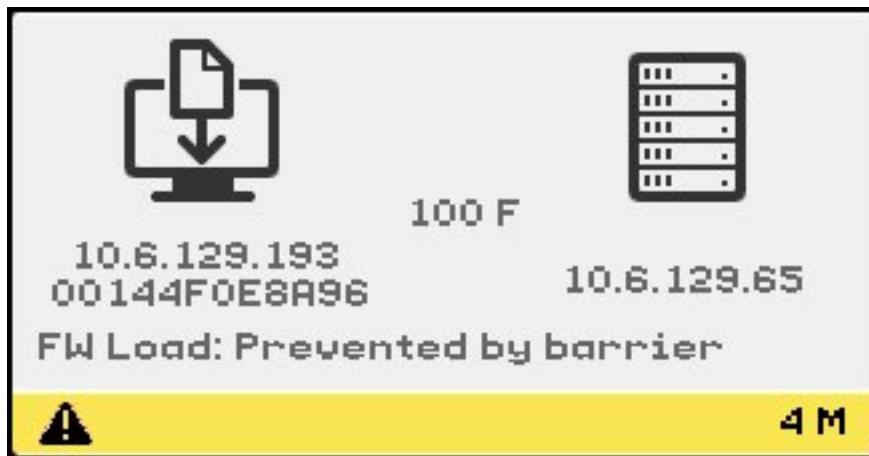 100 F
10.6.129.193
00144F0E8A96
10.6.129.65
FW Load: Prevented by barrier
4 M